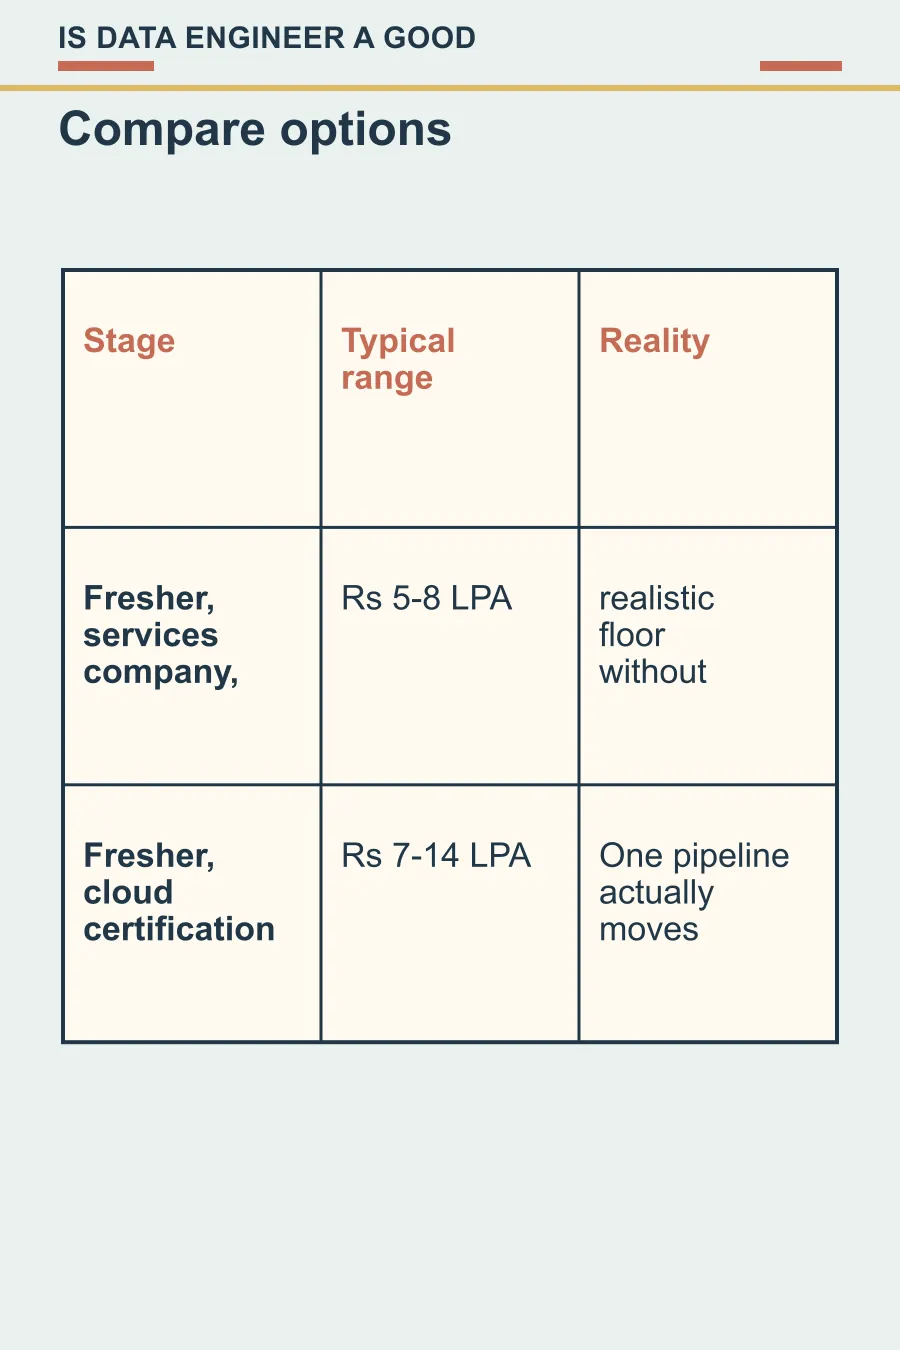 IS DATA ENGINEER A GOOD
Compare options
Stage
Typical
range
Reality
Fresher,
services
company,
Rs 5-8 LPA
realistic
floor
without
Fresher,
cloud
certification
Rs 7-14 LPA
One pipeline
actually
moves